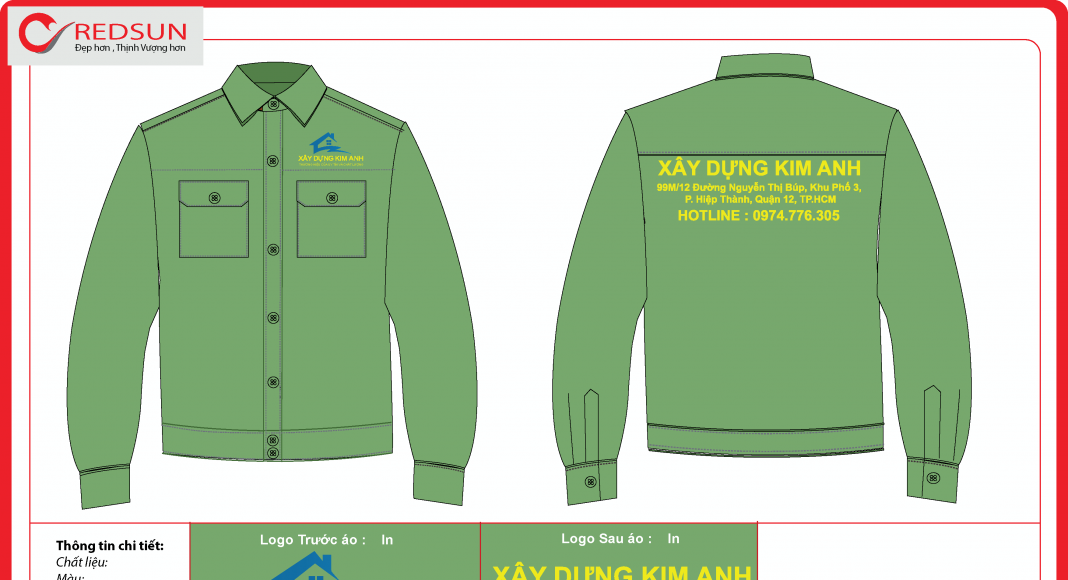 REDSUN
Đẹp hơn , Thịnh Vượng hơn
XÂY DỰNG KIM ANH
XÂY DỰNG KIM ANH
99M/12 Đường Nguyễn Thị Búp, Khu Phố 3,
P. Hiệp Thành, Quận 12, TP.HCM
HOTLINE : 0974.776.305
Thông tin chi tiết:
Chất liệu:
Màu:
Logo Trước áo : In
Logo Sau áo : In
XÂY DỰNG KIM ANH